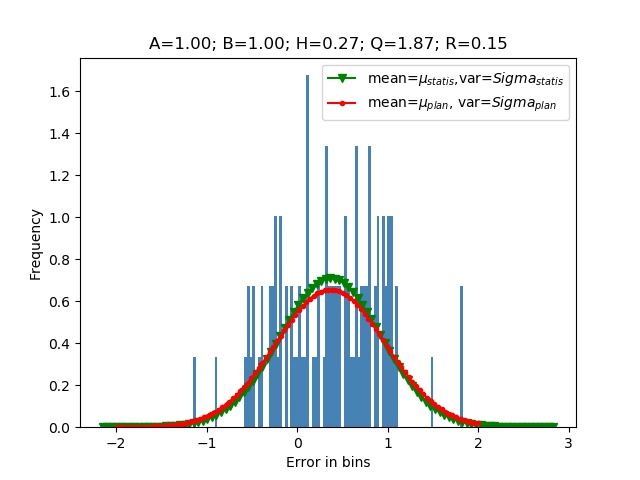 A=1.00; B=1.00; H=0.27; Q=1.87; R=0.15
mean=μstatis,var=Sigmastatis
mean=μplan, var=Sigmaplan
1.6
1.4
1.2
1.0
0.8
0.6
0.4
0.2
0.0
Frequency
−2 −1 0 1 2 3
Error in bins